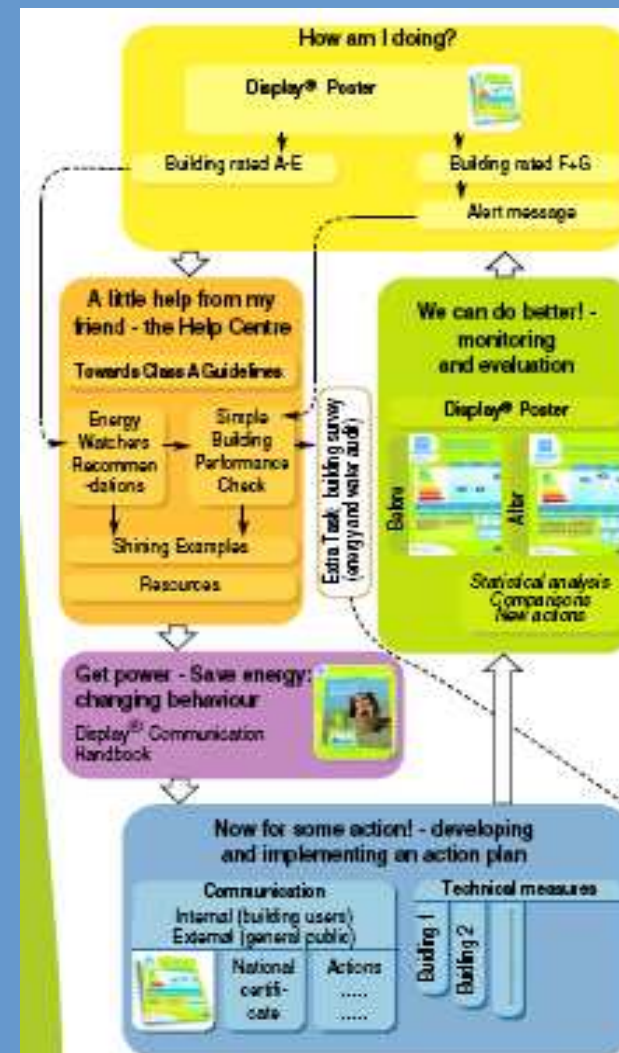 How am I doing?
Display® Poster
Building rated A-E
Building rated F+G
Alert message
A little help from my
friend - the Help Centre
Towards Class A Guidelines
Energy
Watchers
Recommen
-dations
Simple
Building
Performance
Check
Shining Examples
Resources
Extra Task: building survey
(energy and water audit)
We can do better! -
monitoring
and evaluation
Display® Poster
Before
After
Statistical analysis
Comparisons
New actions
Get power - Save energy:
changing behaviour
Display® Communication
Handbook
Now for some action! - developing
and implementing an action plan
Communication
Internal (building users)
External (general public)
National
certifi-
cate
Actions
.....
.....
Technical measures
Building 1
Building 2